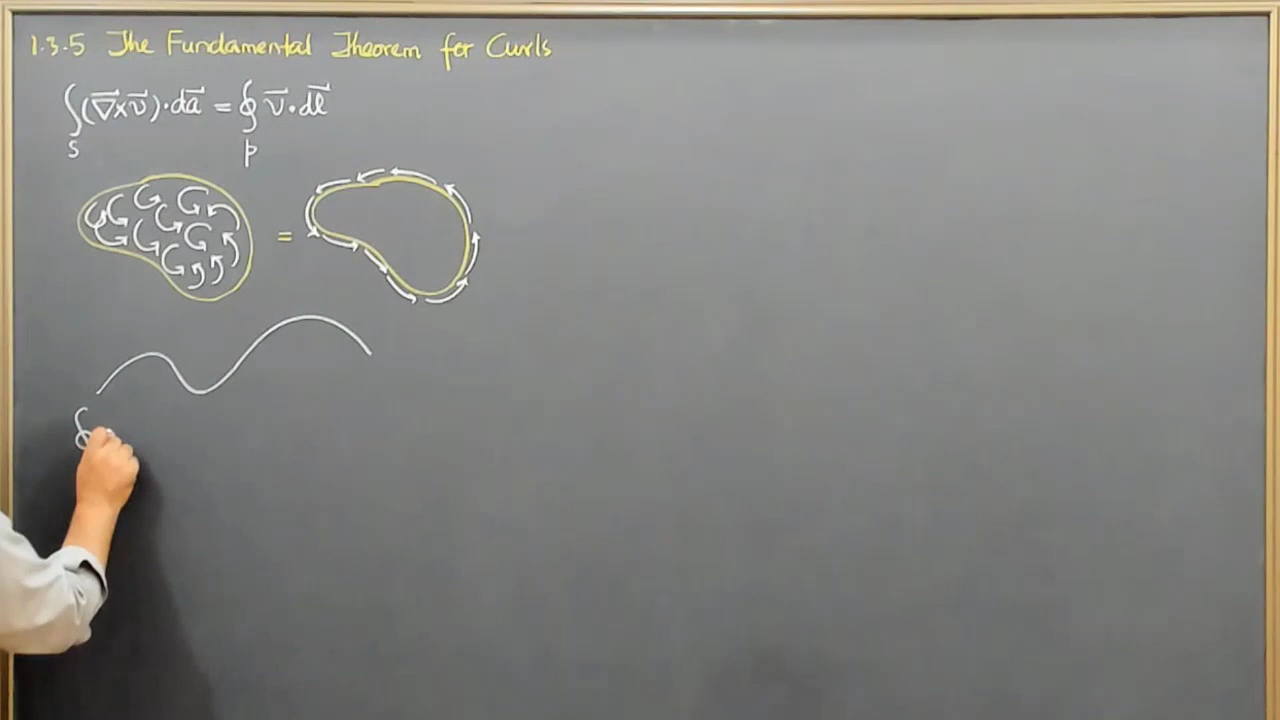 1.3.5 The Fundamental Theorem for Curls
∫(∇⃗×v⃗)·da⃗ = ∮v⃗·dl⃗
S P
=
∮